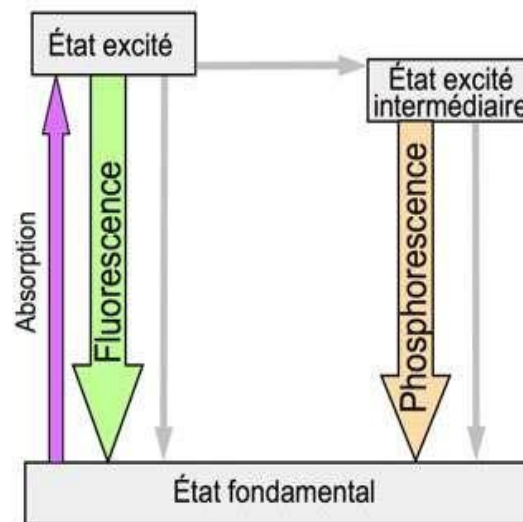 État excité
État excité
intermédiaire
Absorption
Fluorescence
Phosphorescence
État fondamental